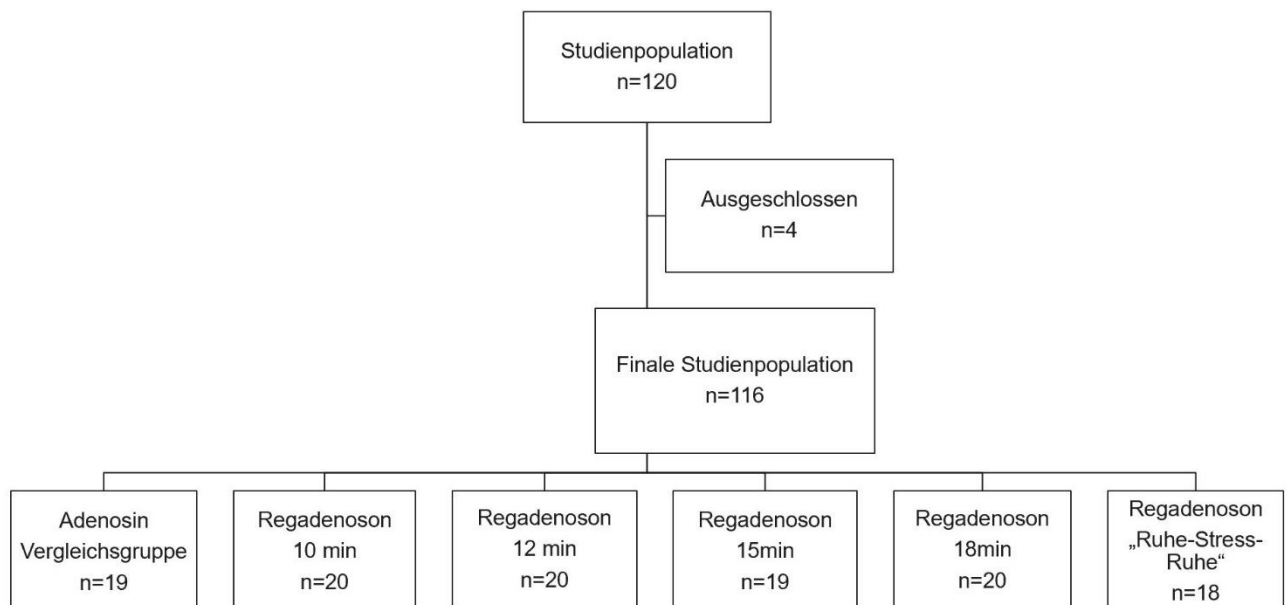 Studienpopulation
n=120
Ausgeschlossen
n=4
Finale Studienpopulation
n=116
Adenosin
Vergleichsgruppe
n=19
Regadenoson
10 min
n=20
Regadenoson
12 min
n=20
Regadenoson
15min
n=19
Regadenoson
18min
n=20
Regadenoson
„Ruhe-Stress-
Ruhe“
n=18